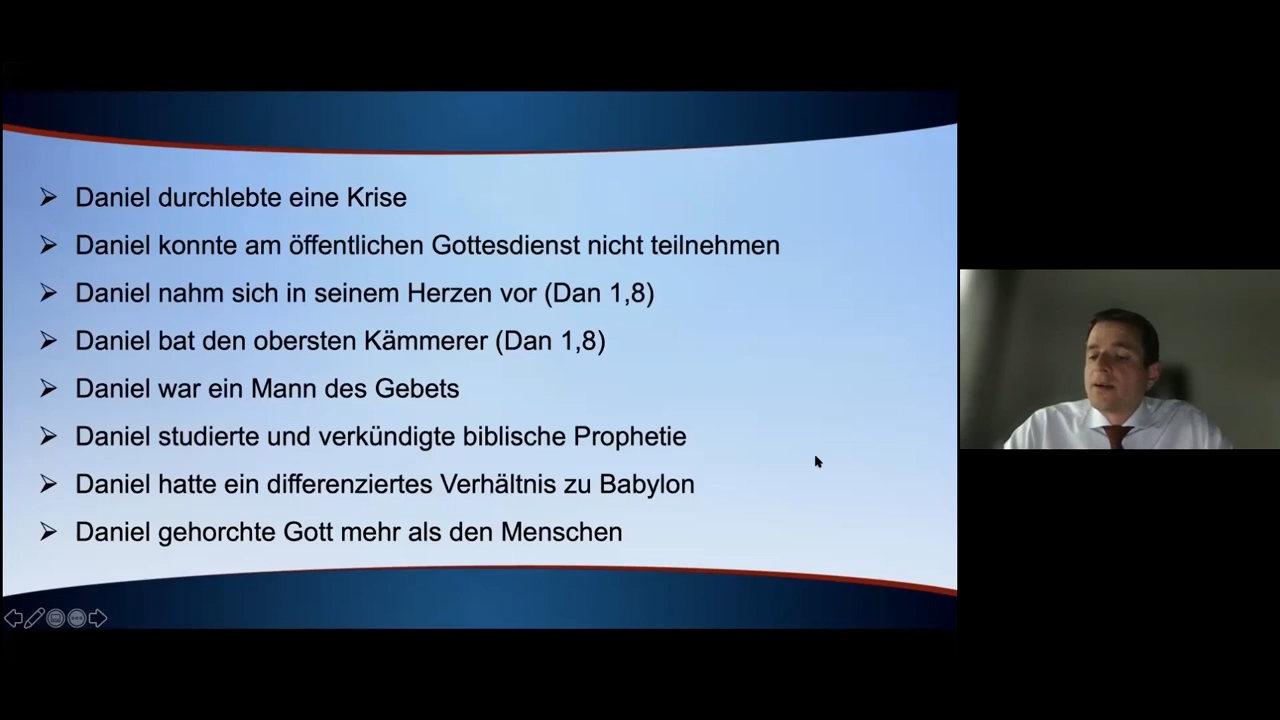 Daniel durchlebte eine Krise
Daniel konnte am öffentlichen Gottesdienst nicht teilnehmen
Daniel nahm sich in seinem Herzen vor (Dan 1,8)
Daniel bat den obersten Kämmerer (Dan 1,8)
Daniel war ein Mann des Gebets
Daniel studierte und verkündigte biblische Prophetie
Daniel hatte ein differenziertes Verhältnis zu Babylon
Daniel gehorchte Gott mehr als den Menschen